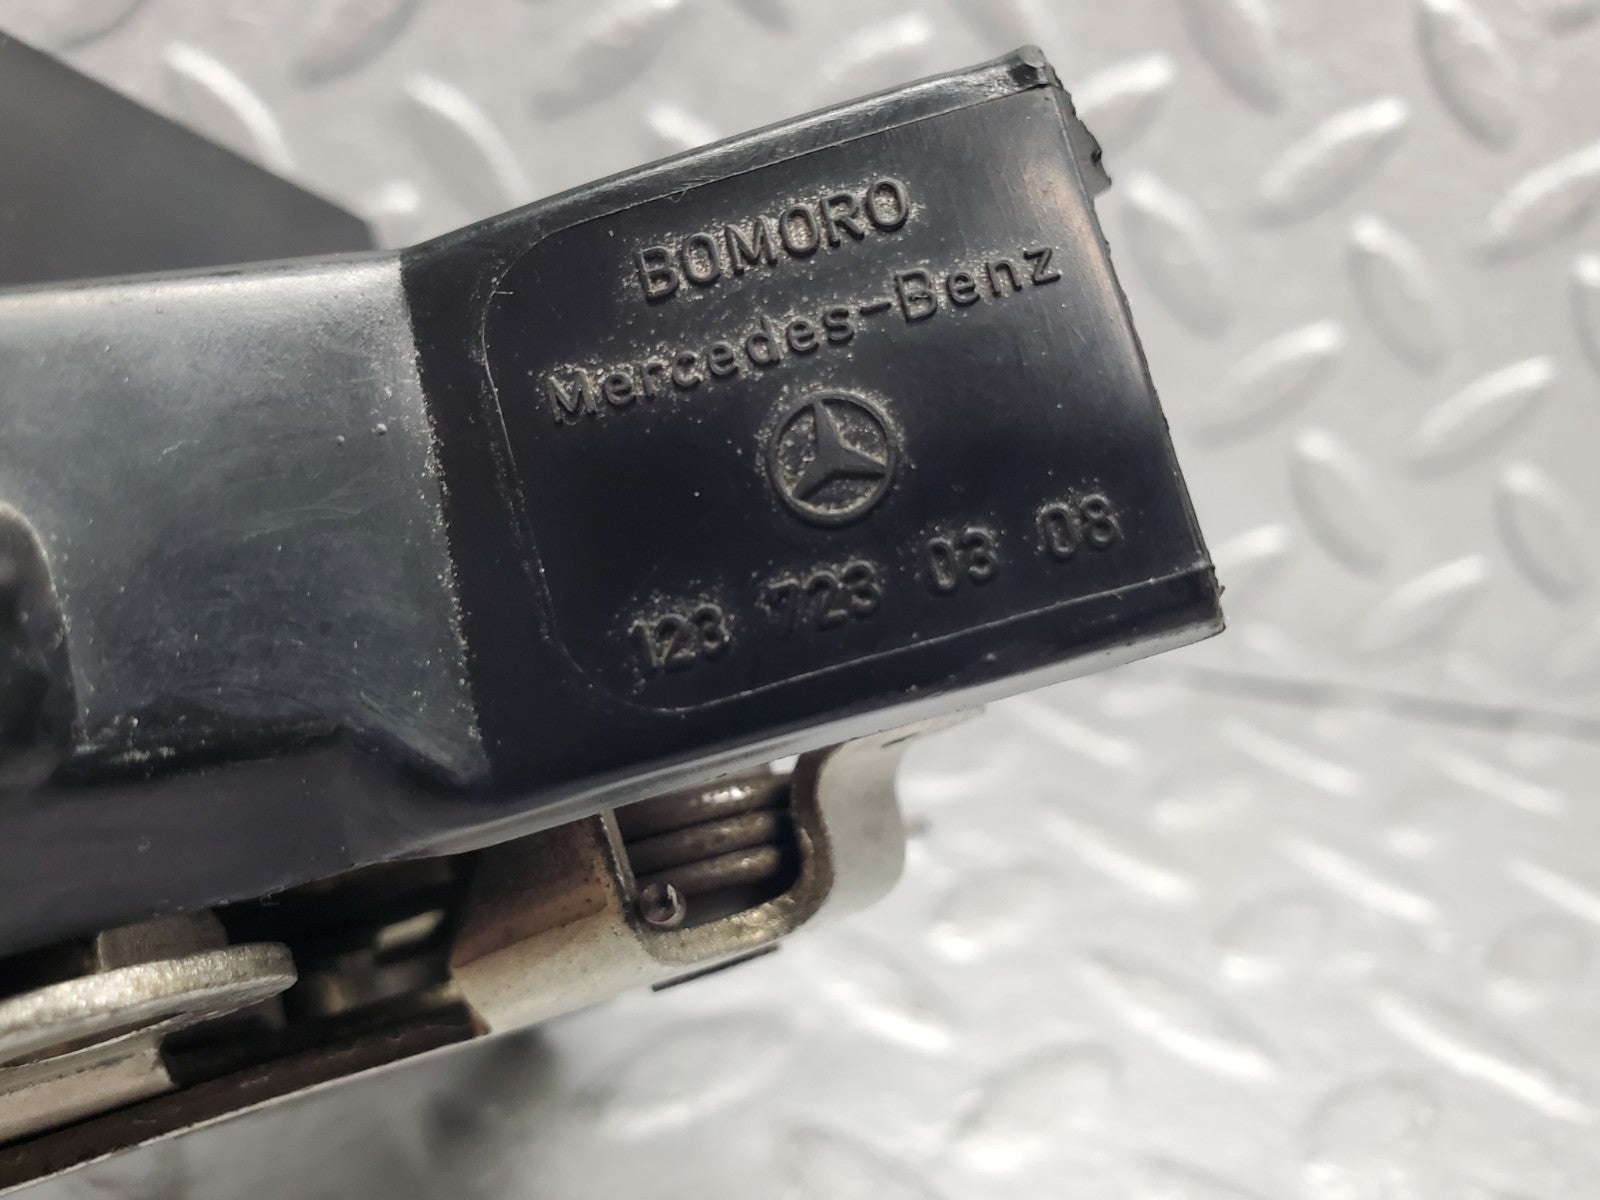 BOMORO
Mercedes-Benz
123 723 03 08